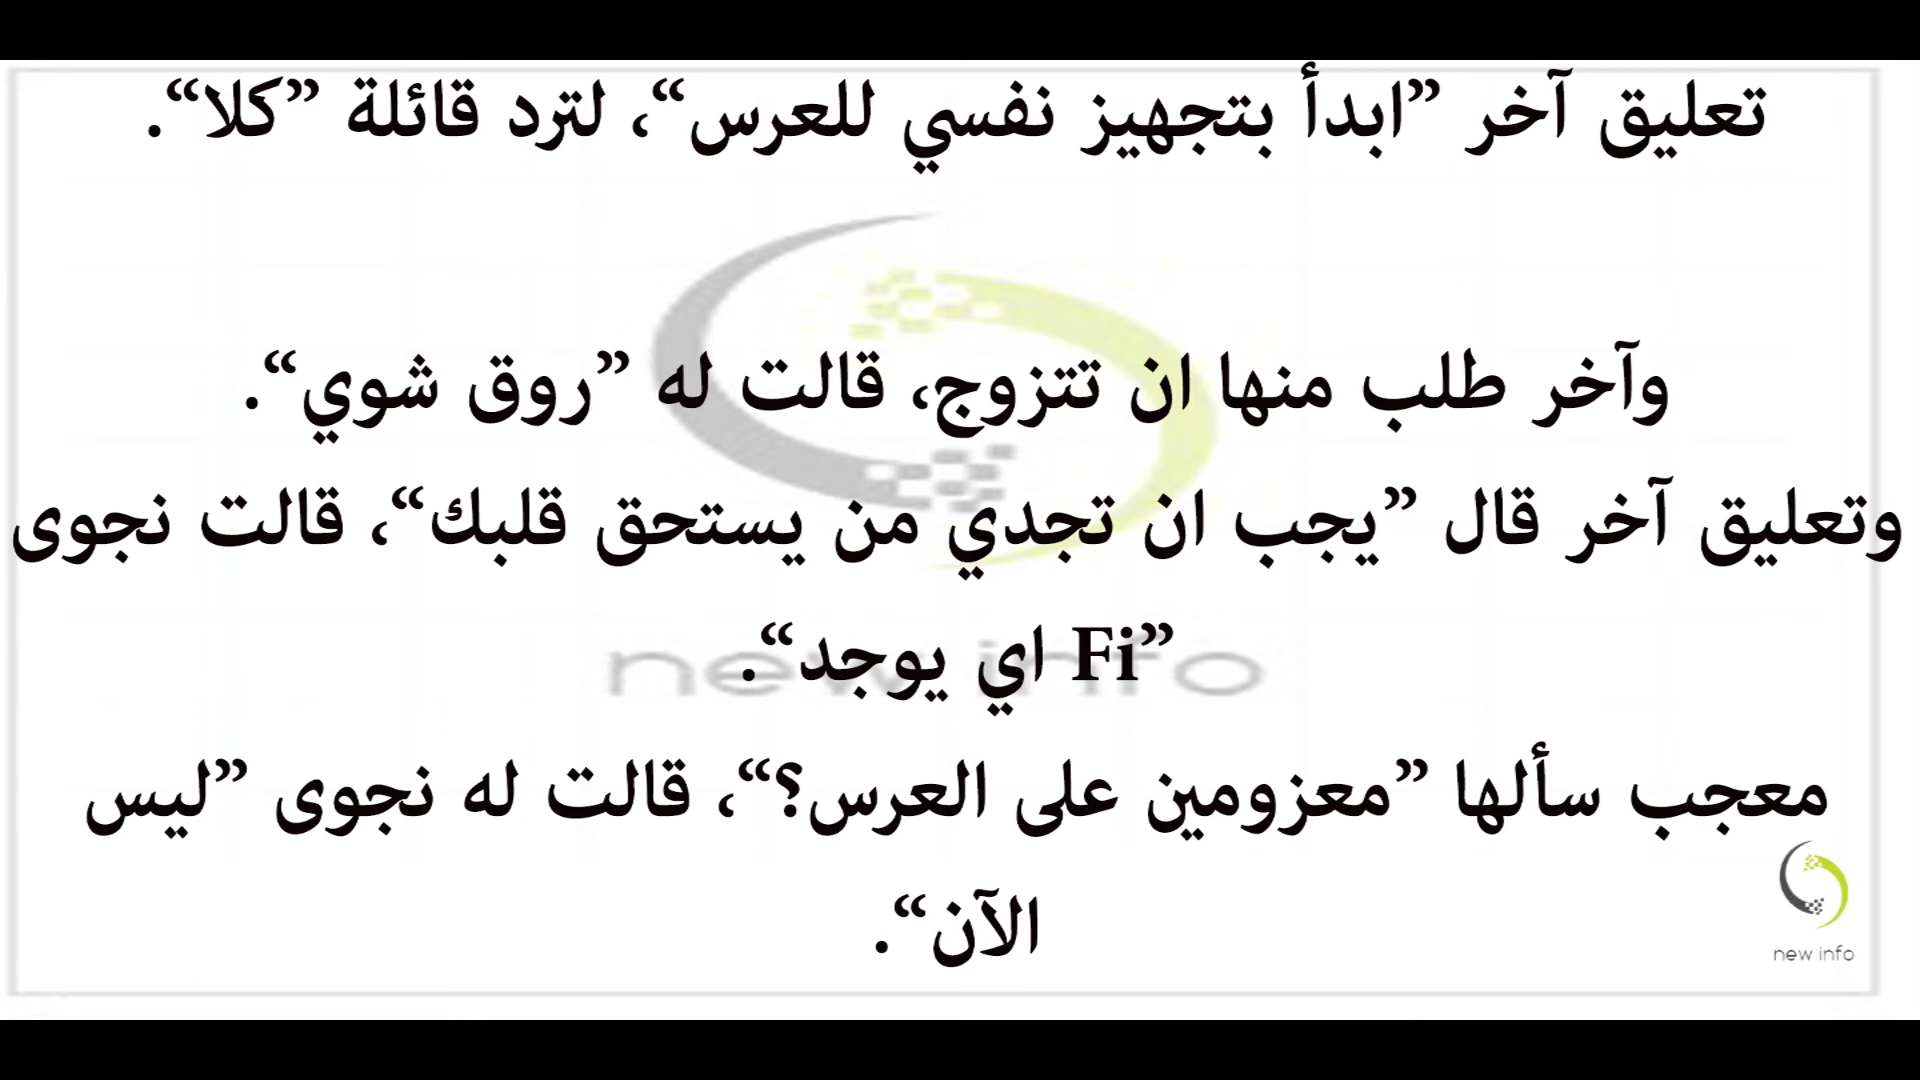 تعليق آخر ”ابدأ بتجهيز نفسي للعرس“، لترد قائلة ”كلا“.
وآخر طلب منها ان تتزوج، قالت له ”روق شوي“.
وتعليق آخر قال ”يجب ان تجدي من يستحق قلبك“، قالت نجوى
”Fi اي يوجد“.
معجب سألها ”معزومين على العرس؟“، قالت له نجوى ”ليس
الآن“.
new info
new info